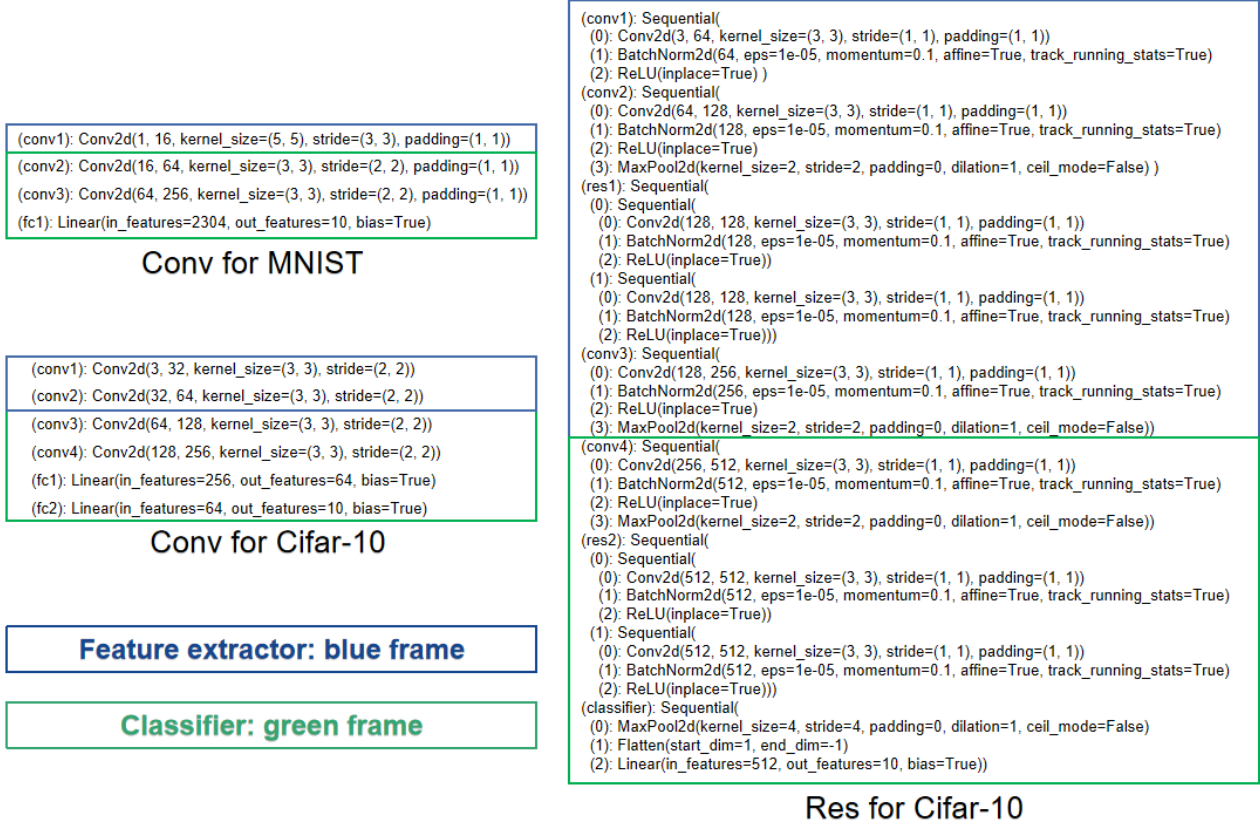 (conv1): Conv2d(1, 16, kernel_size=(5, 5), stride=(3, 3), padding=(1, 1))
(conv2): Conv2d(16, 64, kernel_size=(3, 3), stride=(2, 2), padding=(1, 1))
(conv3): Conv2d(64, 256, kernel_size=(3, 3), stride=(2, 2), padding=(1, 1))
(fc1): Linear(in_features=2304, out_features=10, bias=True)
Conv for MNIST
(conv1): Conv2d(3, 32, kernel_size=(3, 3), stride=(2, 2))
(conv2): Conv2d(32, 64, kernel_size=(3, 3), stride=(2, 2))
(conv3): Conv2d(64, 128, kernel_size=(3, 3), stride=(2, 2))
(conv4): Conv2d(128, 256, kernel_size=(3, 3), stride=(2, 2))
(fc1): Linear(in_features=256, out_features=64, bias=True)
(fc2): Linear(in_features=64, out_features=10, bias=True)
Conv for Cifar-10
Feature extractor: blue frame
Classifier: green frame
(conv1): Sequential(
(0): Conv2d(3, 64, kernel_size=(3, 3), stride=(1, 1), padding=(1, 1))
(1): BatchNorm2d(64, eps=1e-05, momentum=0.1, affine=True, track_running_stats=True)
(2): ReLU(inplace=True) )
(conv2): Sequential(
(0): Conv2d(64, 128, kernel_size=(3, 3), stride=(1, 1), padding=(1, 1))
(1): BatchNorm2d(128, eps=1e-05, momentum=0.1, affine=True, track_running_stats=True)
(2): ReLU(inplace=True)
(3): MaxPool2d(kernel_size=2, stride=2, padding=0, dilation=1, ceil_mode=False) )
(res1): Sequential(
(0): Sequential(
(0): Conv2d(128, 128, kernel_size=(3, 3), stride=(1, 1), padding=(1, 1))
(1): BatchNorm2d(128, eps=1e-05, momentum=0.1, affine=True, track_running_stats=True)
(2): ReLU(inplace=True))
(1): Sequential(
(0): Conv2d(128, 128, kernel_size=(3, 3), stride=(1, 1), padding=(1, 1))
(1): BatchNorm2d(128, eps=1e-05, momentum=0.1, affine=True, track_running_stats=True)
(2): ReLU(inplace=True)))
(conv3): Sequential(
(0): Conv2d(128, 256, kernel_size=(3, 3), stride=(1, 1), padding=(1, 1))
(1): BatchNorm2d(256, eps=1e-05, momentum=0.1, affine=True, track_running_stats=True)
(2): ReLU(inplace=True)
(3): MaxPool2d(kernel_size=2, stride=2, padding=0, dilation=1, ceil_mode=False))
(conv4): Sequential(
(0): Conv2d(256, 512, kernel_size=(3, 3), stride=(1, 1), padding=(1, 1))
(1): BatchNorm2d(512, eps=1e-05, momentum=0.1, affine=True, track_running_stats=True)
(2): ReLU(inplace=True)
(3): MaxPool2d(kernel_size=2, stride=2, padding=0, dilation=1, ceil_mode=False))
(res2): Sequential(
(0): Sequential(
(0): Conv2d(512, 512, kernel_size=(3, 3), stride=(1, 1), padding=(1, 1))
(1): BatchNorm2d(512, eps=1e-05, momentum=0.1, affine=True, track_running_stats=True)
(2): ReLU(inplace=True))
(1): Sequential(
(0): Conv2d(512, 512, kernel_size=(3, 3), stride=(1, 1), padding=(1, 1))
(1): BatchNorm2d(512, eps=1e-05, momentum=0.1, affine=True, track_running_stats=True)
(2): ReLU(inplace=True)))
(classifier): Sequential(
(0): MaxPool2d(kernel_size=4, stride=4, padding=0, dilation=1, ceil_mode=False)
(1): Flatten(start_dim=1, end_dim=-1)
(2): Linear(in_features=512, out_features=10, bias=True))
Res for Cifar-10